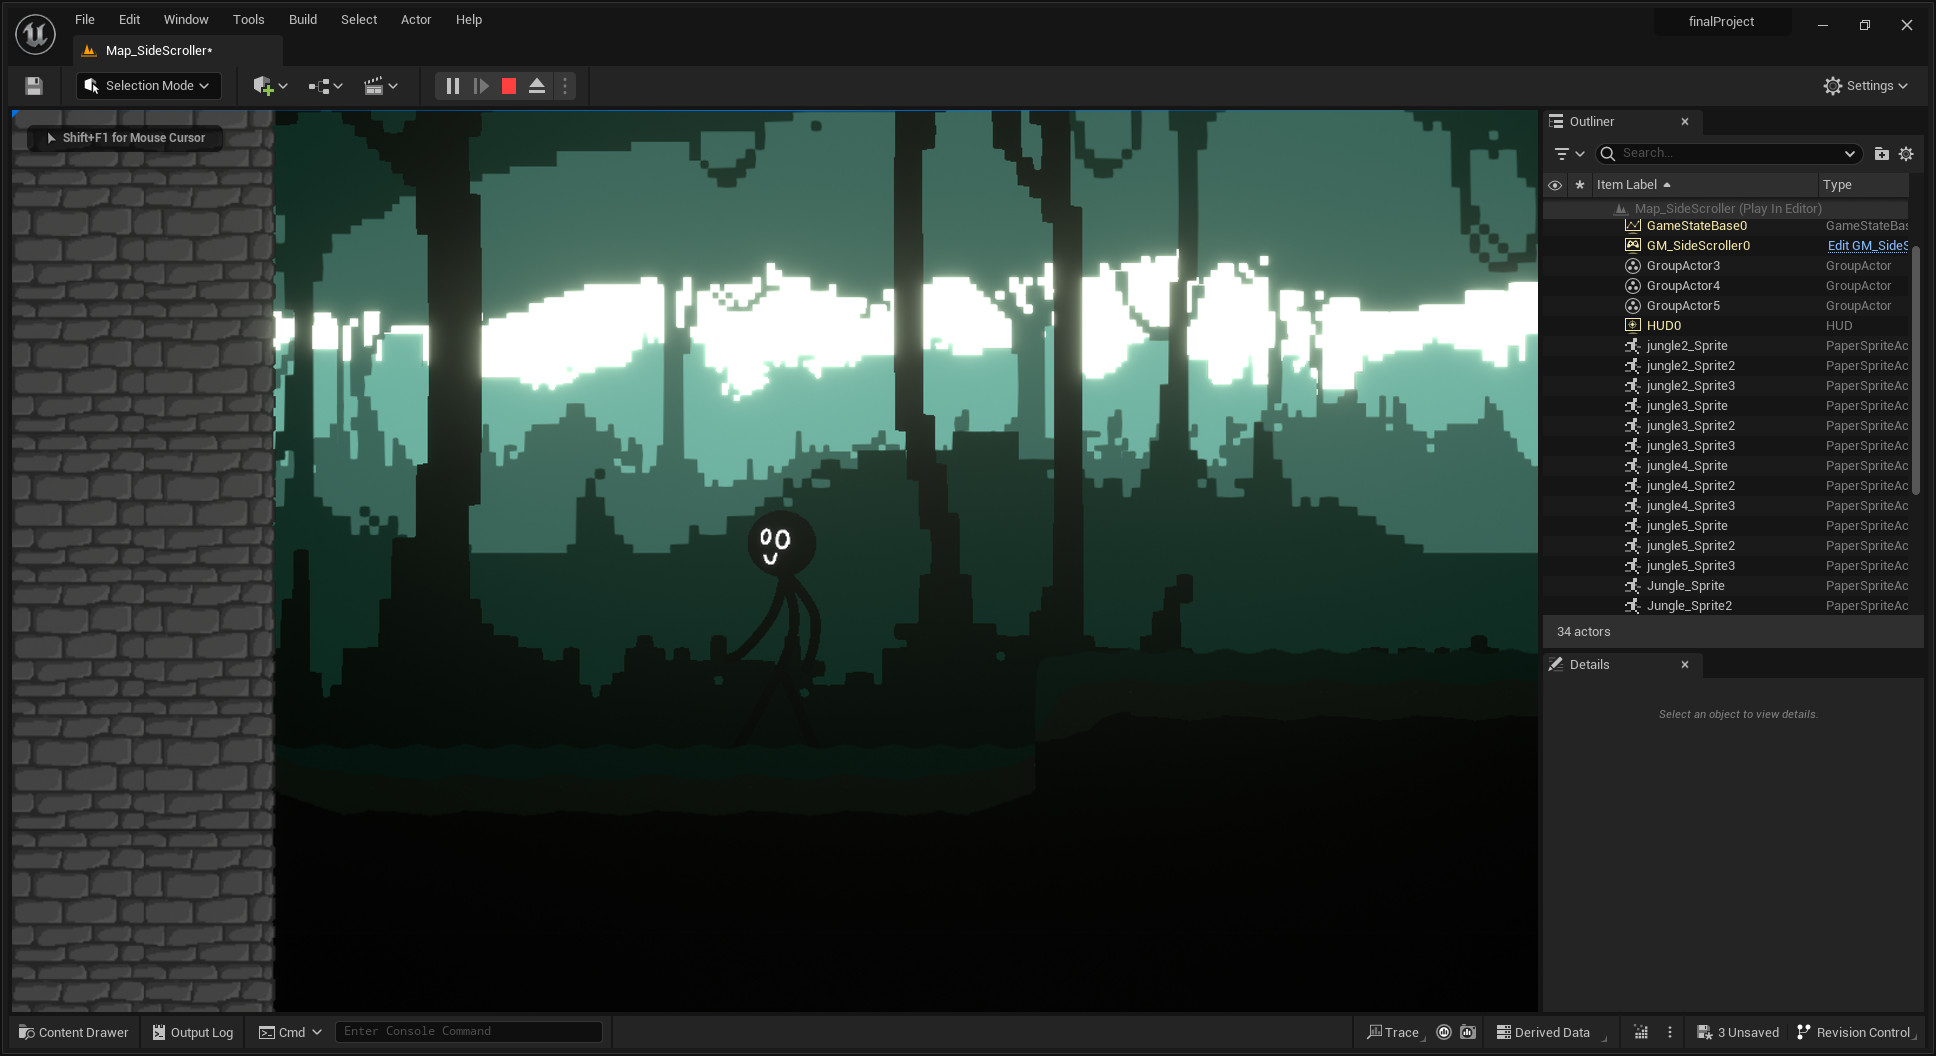 File Edit Window Tools Build Select Actor Help
finalProject
Map_SideScroller*
Selection Mode
Settings
Shift+F1 for Mouse Cursor
Outliner
Search...
Item Label Type
Map_SideScroller (Play In Editor)
GameStateBase0 GameStateBas
GM_SideScroller0 Edit GM_SideS
GroupActor3 GroupActor
GroupActor4 GroupActor
GroupActor5 GroupActor
HUD0 HUD
jungle2_Sprite PaperSpriteAc
jungle2_Sprite2 PaperSpriteAc
jungle2_Sprite3 PaperSpriteAc
jungle3_Sprite PaperSpriteAc
jungle3_Sprite2 PaperSpriteAc
jungle3_Sprite3 PaperSpriteAc
jungle4_Sprite PaperSpriteAc
jungle4_Sprite2 PaperSpriteAc
jungle4_Sprite3 PaperSpriteAc
jungle5_Sprite PaperSpriteAc
jungle5_Sprite2 PaperSpriteAc
jungle5_Sprite3 PaperSpriteAc
Jungle_Sprite PaperSpriteAc
Jungle_Sprite2 PaperSpriteAc
34 actors
Details
Select an object to view details.
Content Drawer Output Log Cmd Enter Console Command Trace Derived Data 3 Unsaved Revision Control